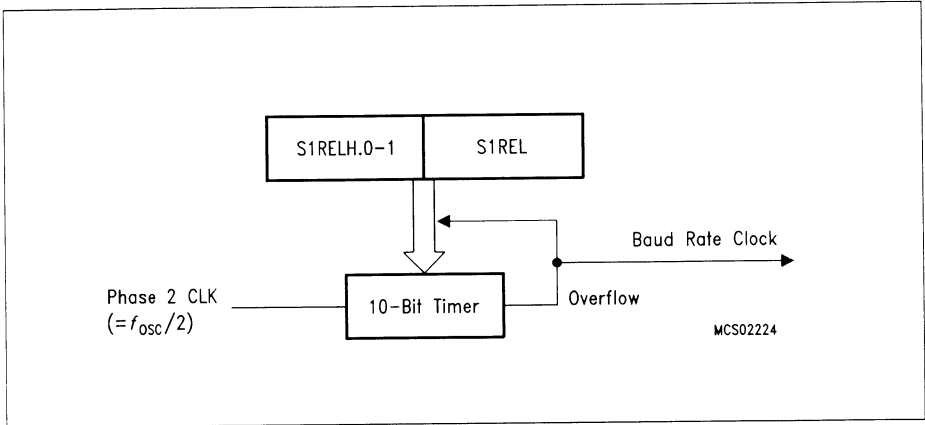 S1RELH.0-1
S1REL
Baud Rate Clock
Phase 2 CLK
(=fOSC/2)
10-Bit Timer
Overflow
MCS02224